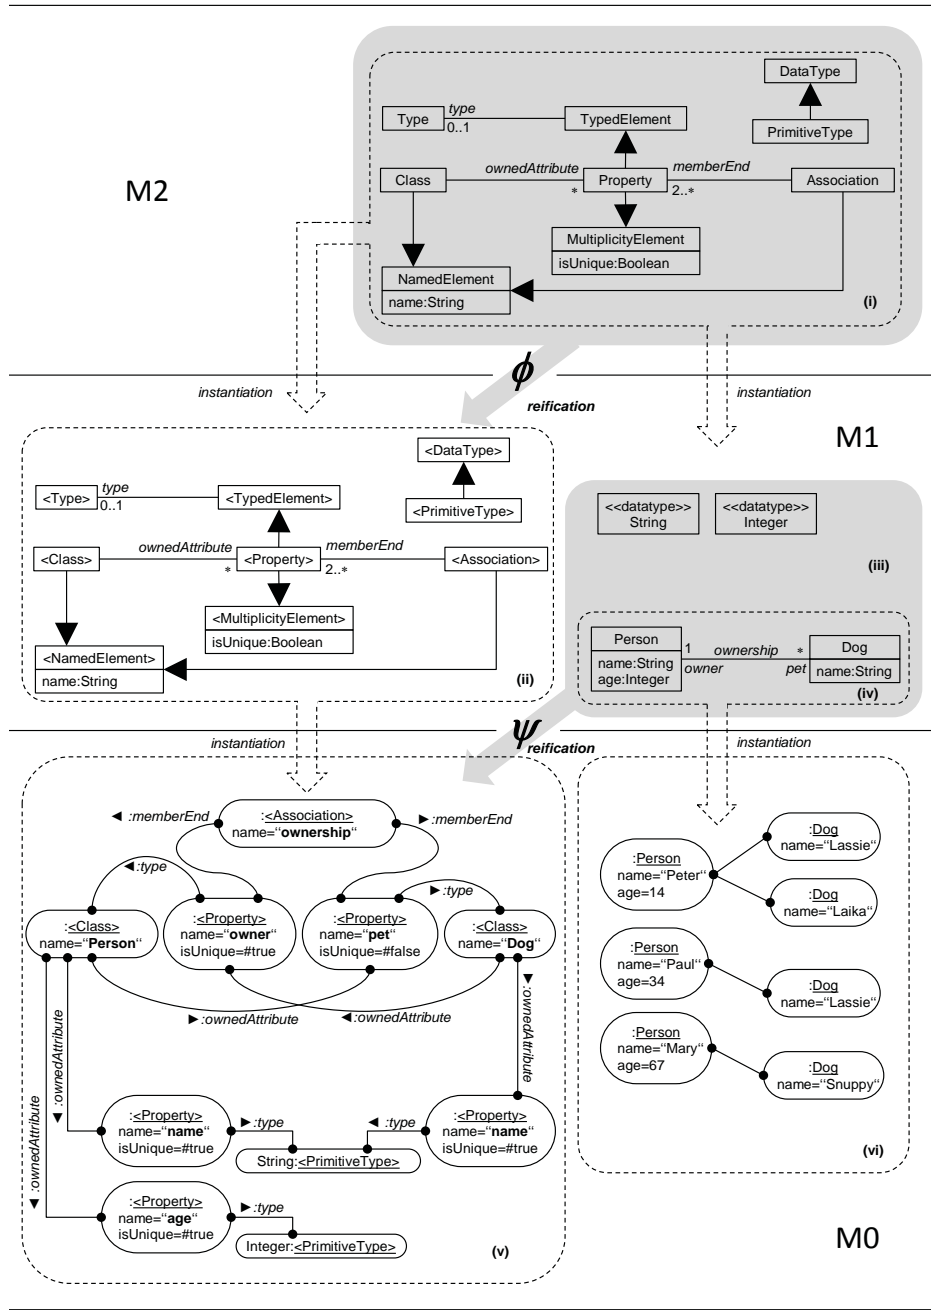 M2
DataType
PrimitiveType
Type
type
0..1
TypedElement
Class
ownedAttribute
*
Property
memberEnd
2..*
Association
MultiplicityElement
isUnique:Boolean
NamedElement
name:String
(i)
ϕ
reification
instantiation
instantiation
M1
<DataType>
<PrimitiveType>
<Type>
type
0..1
<TypedElement>
<Class>
ownedAttribute
*
<Property>
memberEnd
2..*
<Association>
<MultiplicityElement>
isUnique:Boolean
<NamedElement>
name:String
(ii)
<<datatype>>
String
<<datatype>>
Integer
(iii)
Person
name:String
age:Integer
1
ownership
*
owner
pet
Dog
name:String
(iv)
ψ
reification
instantiation
instantiation
◄ :memberEnd
:<Association>
name="ownership"
► :memberEnd
◄ :type
► :type
:<Class>
name="Person"
:<Property>
name="owner"
isUnique=#true
:<Property>
name="pet"
isUnique=#false
:<Class>
name="Dog"
► :ownedAttribute
◄ :ownedAttribute
◄ :ownedAttribute
◄ :ownedAttribute
◄ :ownedAttribute
:<Property>
name="name"
isUnique=#true
► :type
◄ :type
String:<PrimitiveType>
:<Property>
name="name"
isUnique=#true
:<Property>
name="age"
isUnique=#true
► :type
Integer:<PrimitiveType>
(v)
:Person
name="Peter"
age=14
:Dog
name="Lassie"
:Dog
name="Laika"
:Person
name="Paul"
age=34
:Dog
name="Lassie"
:Person
name="Mary"
age=67
:Dog
name="Snuppy"
(vi)
M0